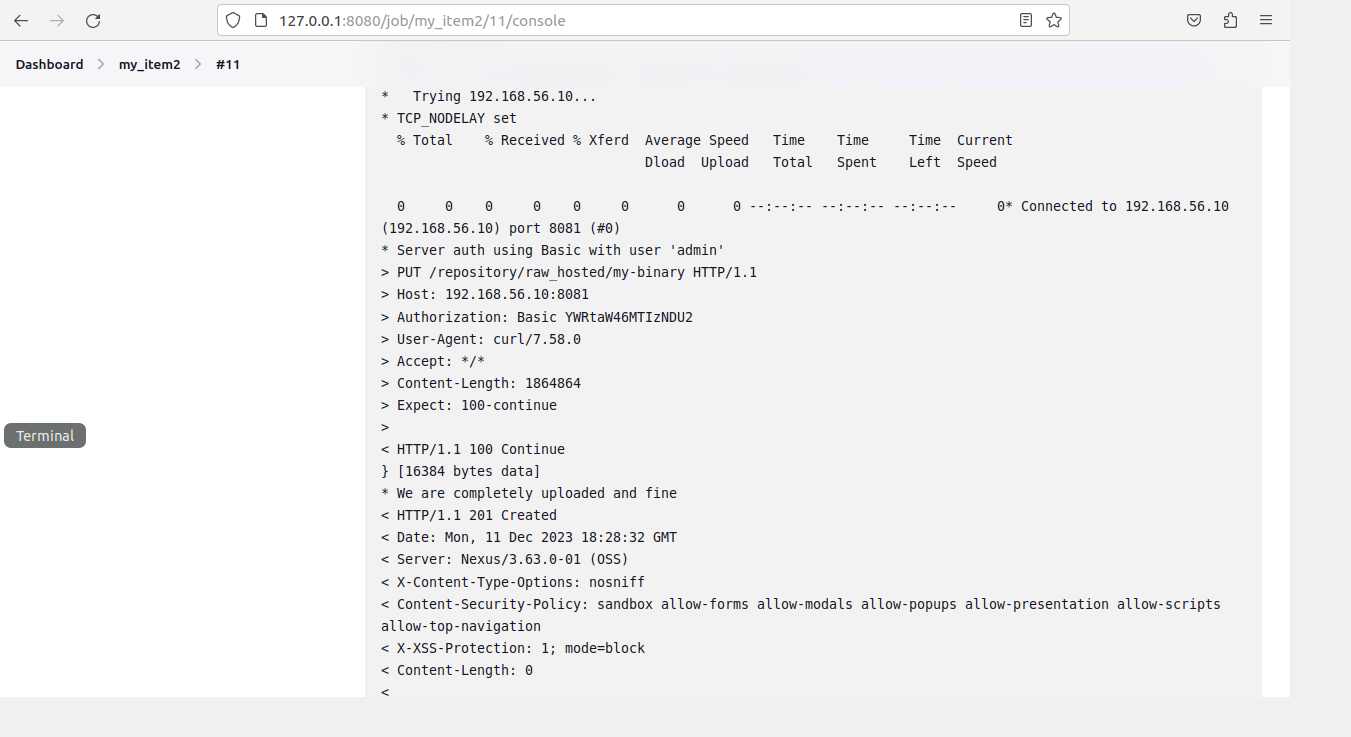 127.0.0.1:8080/job/my_item2/11/console
Dashboard > my_item2 > #11
*   Trying 192.168.56.10...
* TCP_NODELAY set
  % Total    % Received % Xferd  Average Speed   Time    Time     Time  Current
                                 Dload  Upload   Total   Spent    Left  Speed
  0     0    0     0    0     0      0      0 --:--:-- --:--:-- --:--:--     0* Connected to 192.168.56.10
(192.168.56.10) port 8081 (#0)
* Server auth using Basic with user 'admin'
> PUT /repository/raw_hosted/my-binary HTTP/1.1
> Host: 192.168.56.10:8081
> Authorization: Basic YWRtaW46MTIzNDU2
> User-Agent: curl/7.58.0
> Accept: */*
> Content-Length: 1864864
> Expect: 100-continue
>
< HTTP/1.1 100 Continue
Terminal
} [16384 bytes data]
* We are completely uploaded and fine
< HTTP/1.1 201 Created
< Date: Mon, 11 Dec 2023 18:28:32 GMT
< Server: Nexus/3.63.0-01 (OSS)
< X-Content-Type-Options: nosniff
< Content-Security-Policy: sandbox allow-forms allow-modals allow-popups allow-presentation allow-scripts
allow-top-navigation
< X-XSS-Protection: 1; mode=block
< Content-Length: 0
<